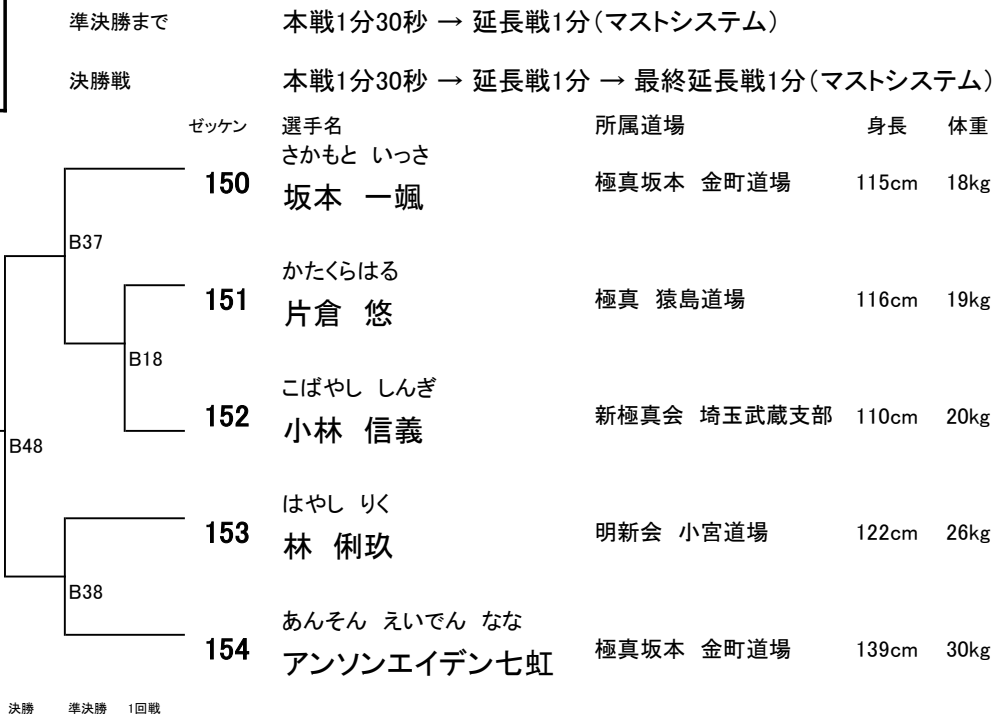 準決勝まで 本戦1分30秒 → 延長戦1分(マストシステム)
決勝戦 本戦1分30秒 → 延長戦1分 → 最終延長戦1分(マストシステム)
ゼッケン 選手名 所属道場 身長 体重
さかもと いっさ
150 坂本 一颯 極真坂本 金町道場 115cm 18kg
B37
かたくらはる
151 片倉 悠 極真 猿島道場 116cm 19kg
B18
こばやし しんぎ
152 小林 信義 新極真会 埼玉武蔵支部 110cm 20kg
B48
はやし りく
153 林 俐玖 明新会 小宮道場 122cm 26kg
B38
あんそん えいでん なな
154 アンソンエイデン七虹 極真坂本 金町道場 139cm 30kg
決勝 準決勝 1回戦